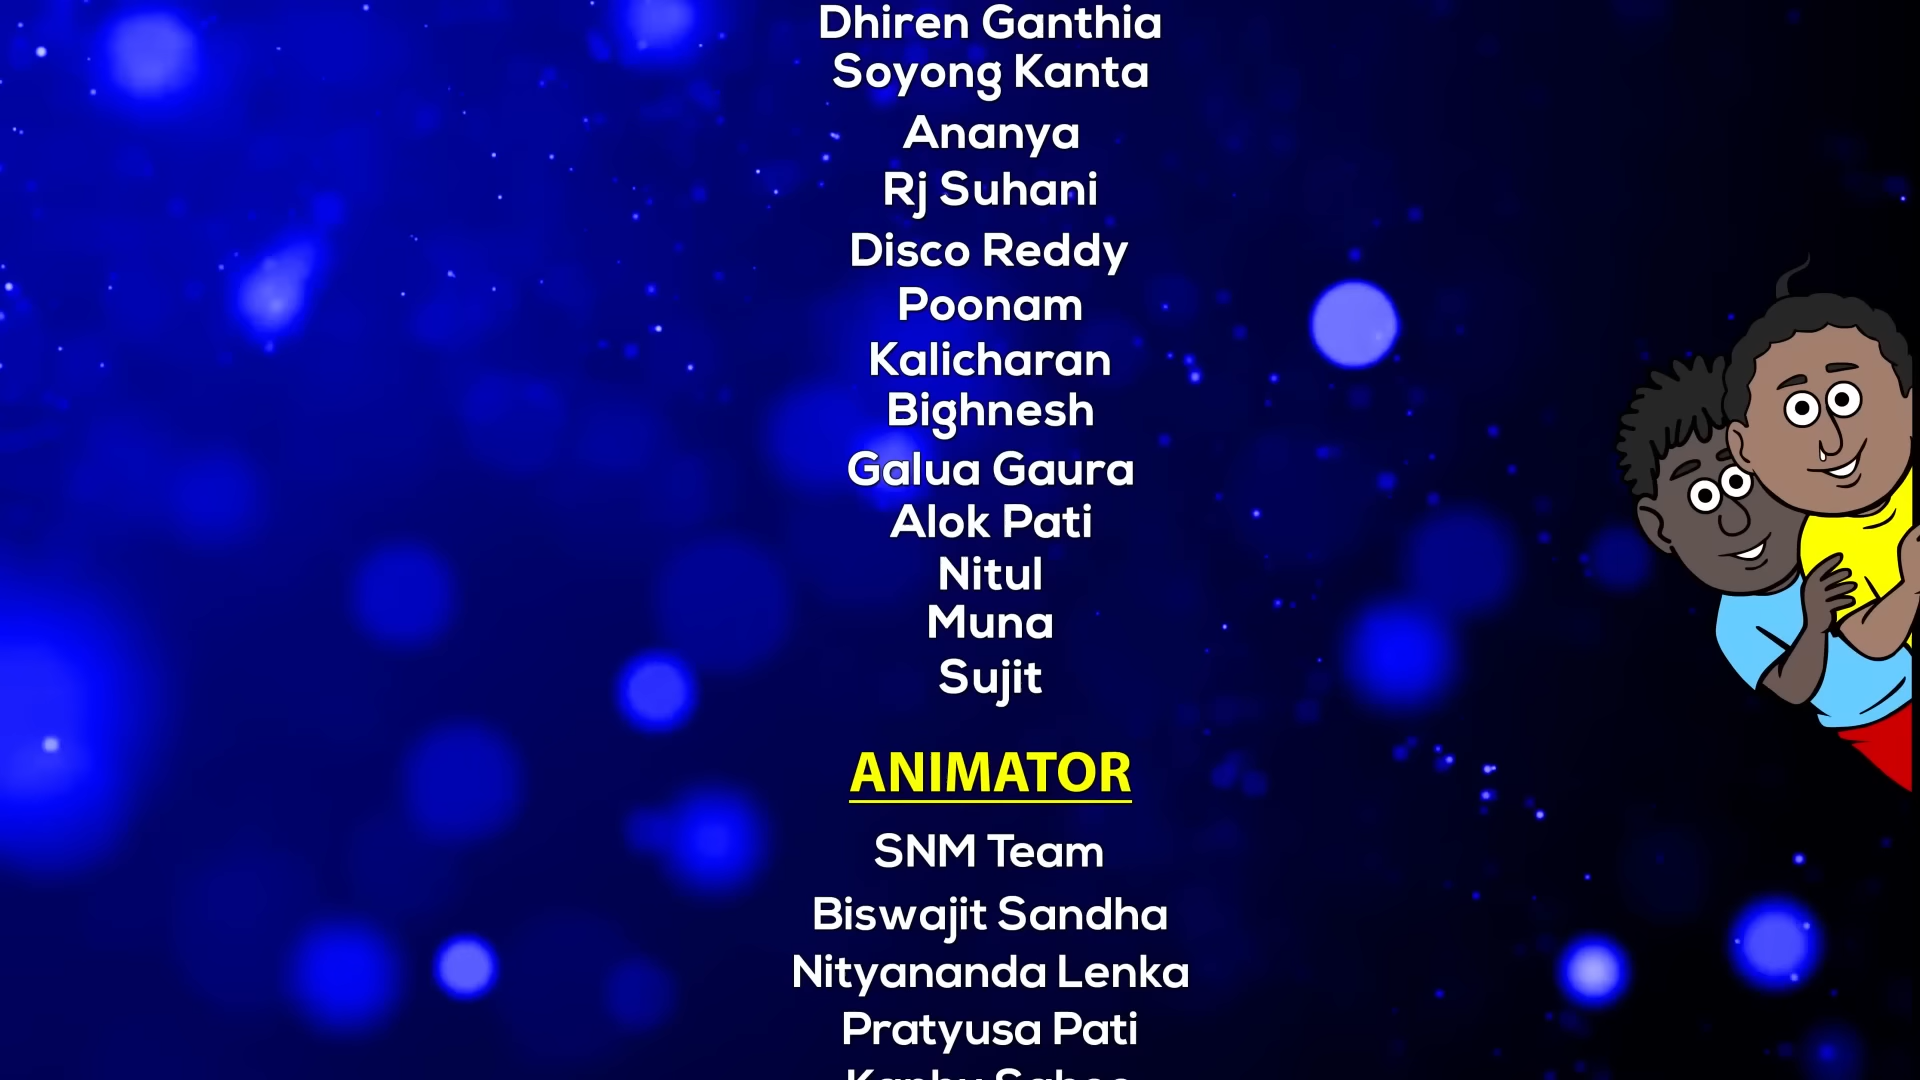 Dhiren Ganthia
Soyong Kanta
Ananya
Rj Suhani
Disco Reddy
Poonam
Kalicharan
Bighnesh
Galua Gaura
Alok Pati
Nitul
Muna
Sujit
ANIMATOR
SNM Team
Biswajit Sandha
Nityananda Lenka
Pratyusa Pati